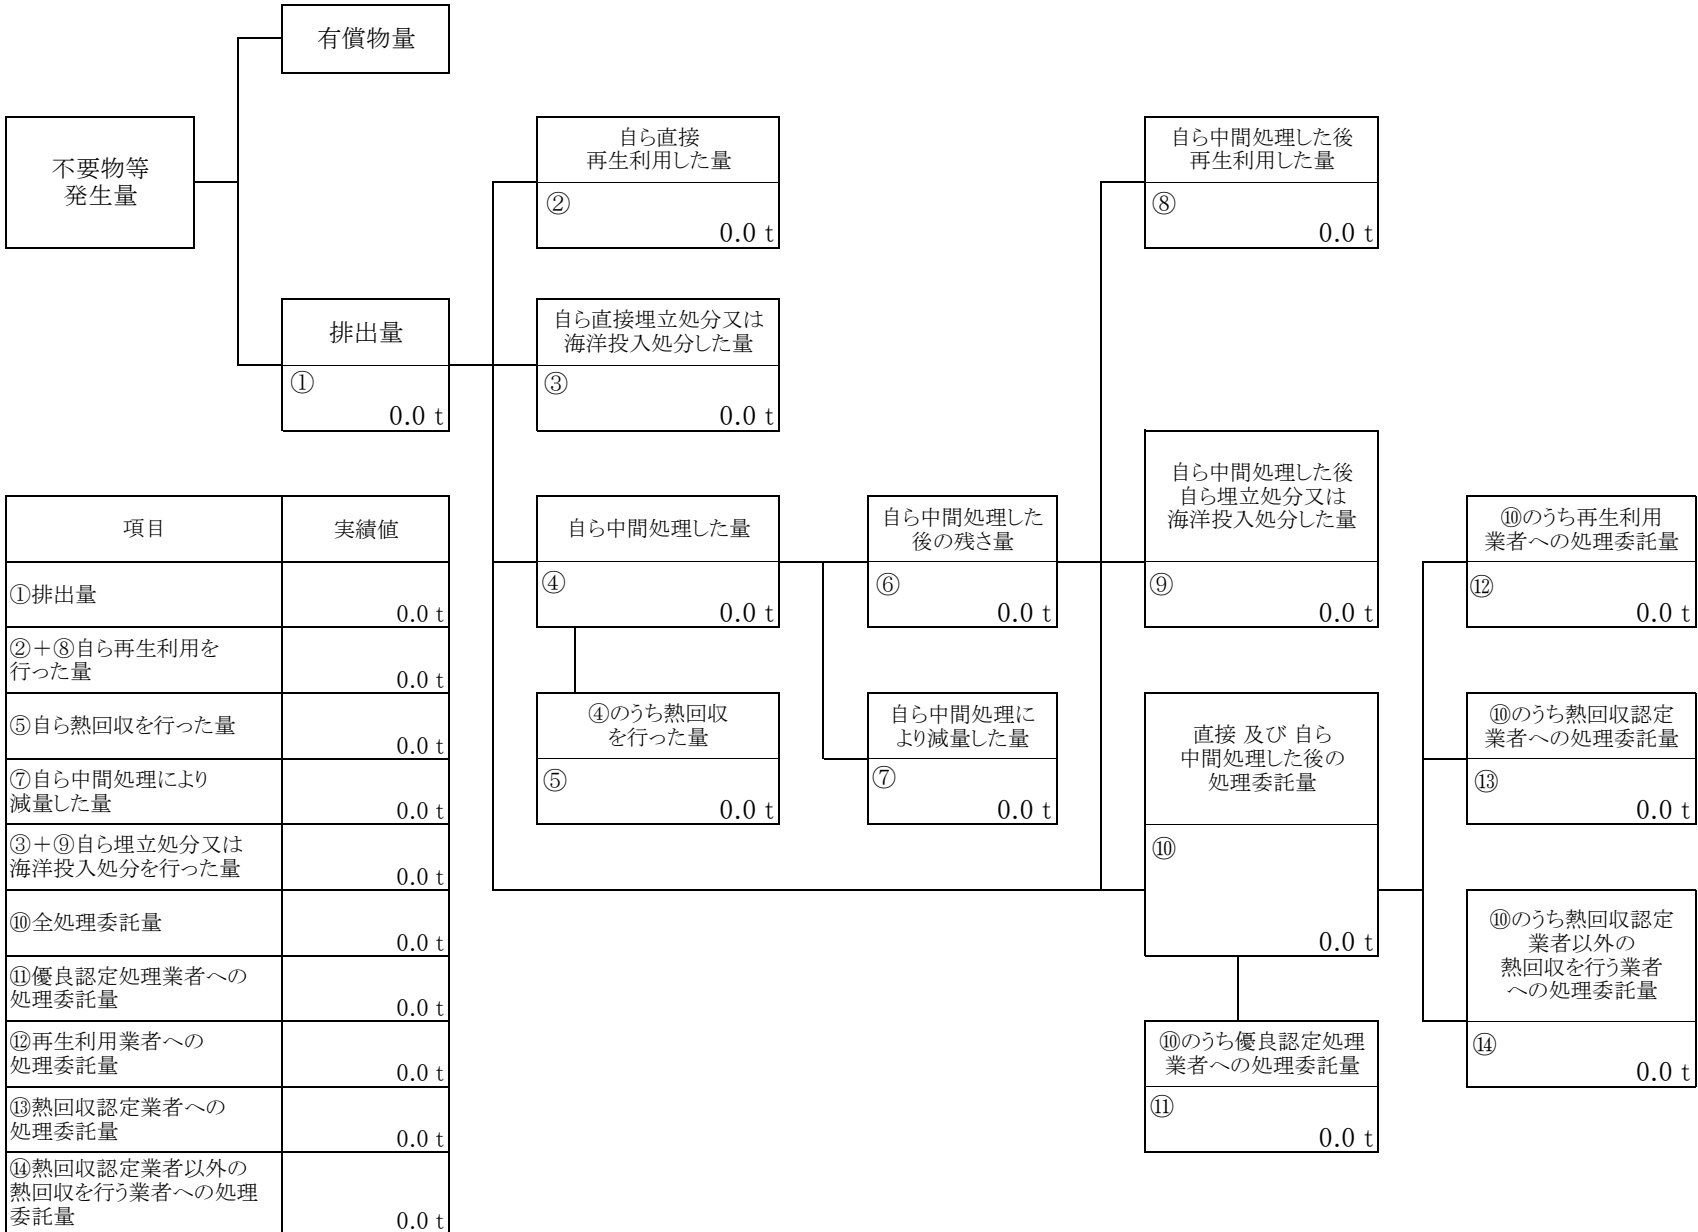 有償物量
不要物等
発生量
自ら直接
再生利用した量
②
0.0 t
自ら中間処理した後
再生利用した量
⑧
0.0 t
排出量
①
0.0 t
自ら直接埋立処分又は
海洋投入処分した量
③
0.0 t
自ら中間処理した量
④
0.0 t
自ら中間処理した
後の残さ量
⑥
0.0 t
自ら中間処理した後
自ら埋立処分又は
海洋投入処分した量
⑨
0.0 t
⑩のうち再生利用
業者への処理委託量
⑫
0.0 t
④のうち熱回収
を行った量
⑤
0.0 t
自ら中間処理に
より減量した量
⑦
0.0 t
直接 及び 自ら
中間処理した後の
処理委託量
⑩
0.0 t
⑩のうち熱回収認定
業者への処理委託量
⑬
0.0 t
⑩のうち熱回収認定
業者以外の
熱回収を行う業者
への処理委託量
⑭
0.0 t
⑩のうち優良認定処理
業者への処理委託量
⑪
0.0 t
項目 実績値
①排出量
0.0 t
②＋⑧自ら再生利用を
行った量
0.0 t
⑤自ら熱回収を行った量
0.0 t
⑦自ら中間処理により
減量した量
0.0 t
③＋⑨自ら埋立処分又は
海洋投入処分を行った量
0.0 t
⑩全処理委託量
0.0 t
⑪優良認定処理業者への
処理委託量
0.0 t
⑫再生利用業者への
処理委託量
0.0 t
⑬熱回収認定業者への
処理委託量
0.0 t
⑭熱回収認定業者以外の
熱回収を行う業者への処理
委託量
0.0 t